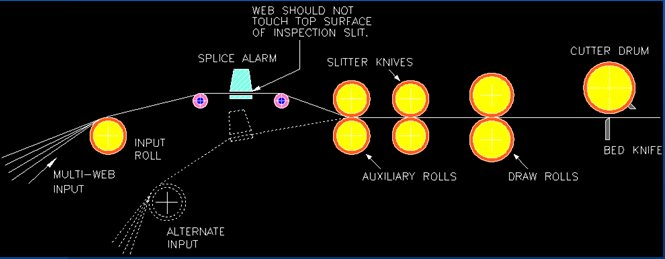 WEB SHOULD NOT
TOUCH TOP SURFACE
OF INSPECTION SLIT.
SPLICE ALARM
SLITTER KNIVES
CUTTER DRUM
INPUT
ROLL
MULTI-WEB
INPUT
AUXILIARY ROLLS
DRAW ROLLS
BED KNIFE
ALTERNATE
INPUT